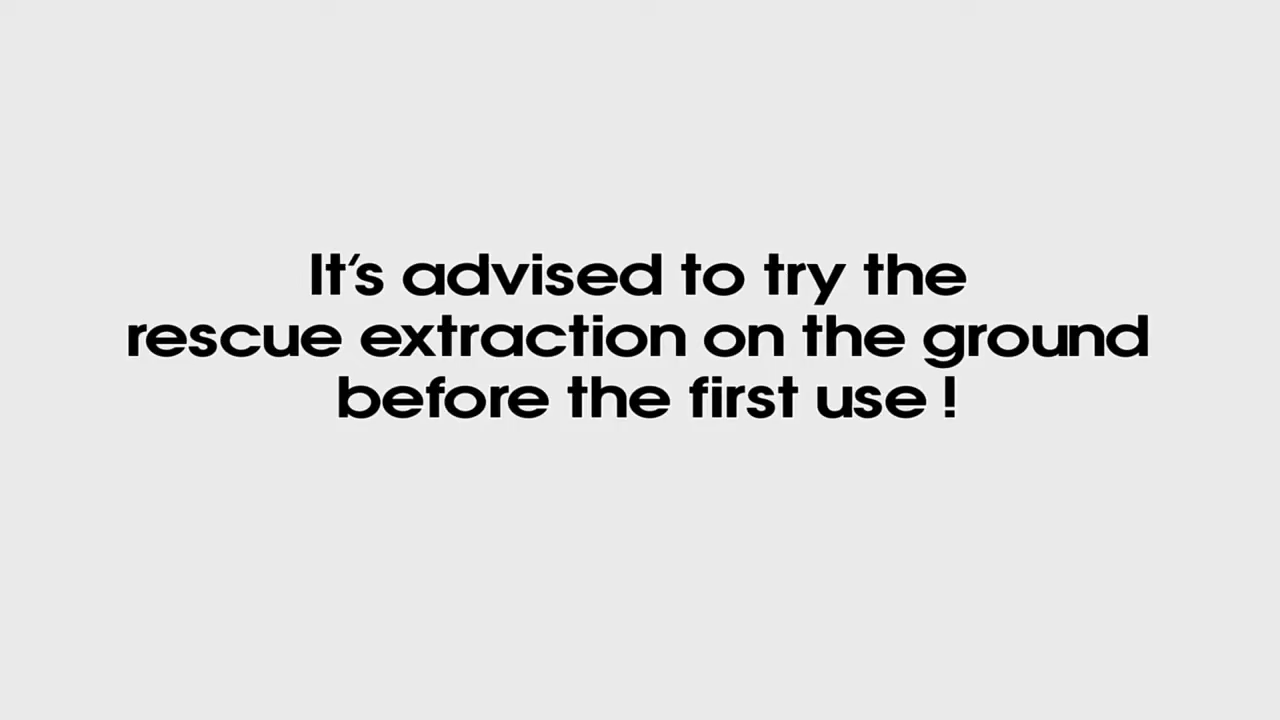 It‘s advised to try the
rescue extraction on the ground
before the first use !